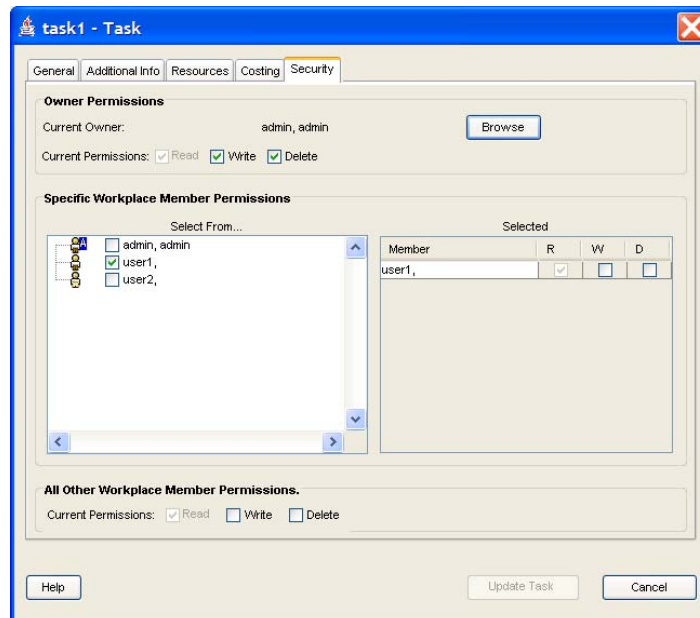 task1 - Task
General Additional Info Resources Costing Security
Owner Permissions
Current Owner: admin, admin Browse
Current Permissions: Read Write Delete
Specific Workplace Member Permissions
Select From... Selected
admin, admin
user1,
user2,
Member R W D
user1,
All Other Workplace Member Permissions.
Current Permissions: Read Write Delete
Help Update Task Cancel